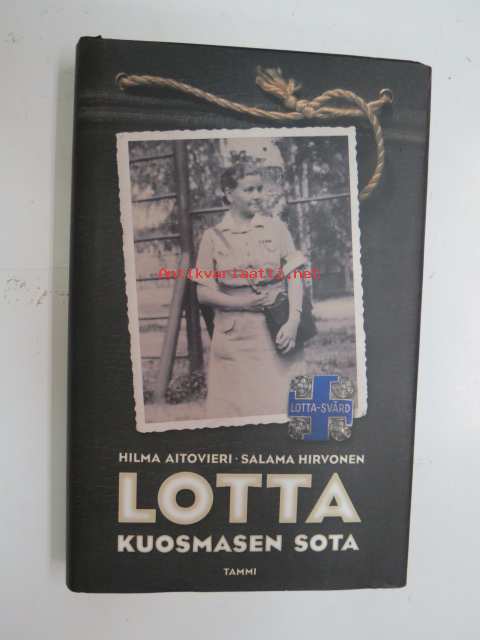 Antikvariaatti.net
LOTTA-SVÄRD
HILMA AITOVIERI · SALAMA HIRVONEN
LOTTA
KUOSMASEN SOTA
TAMMI